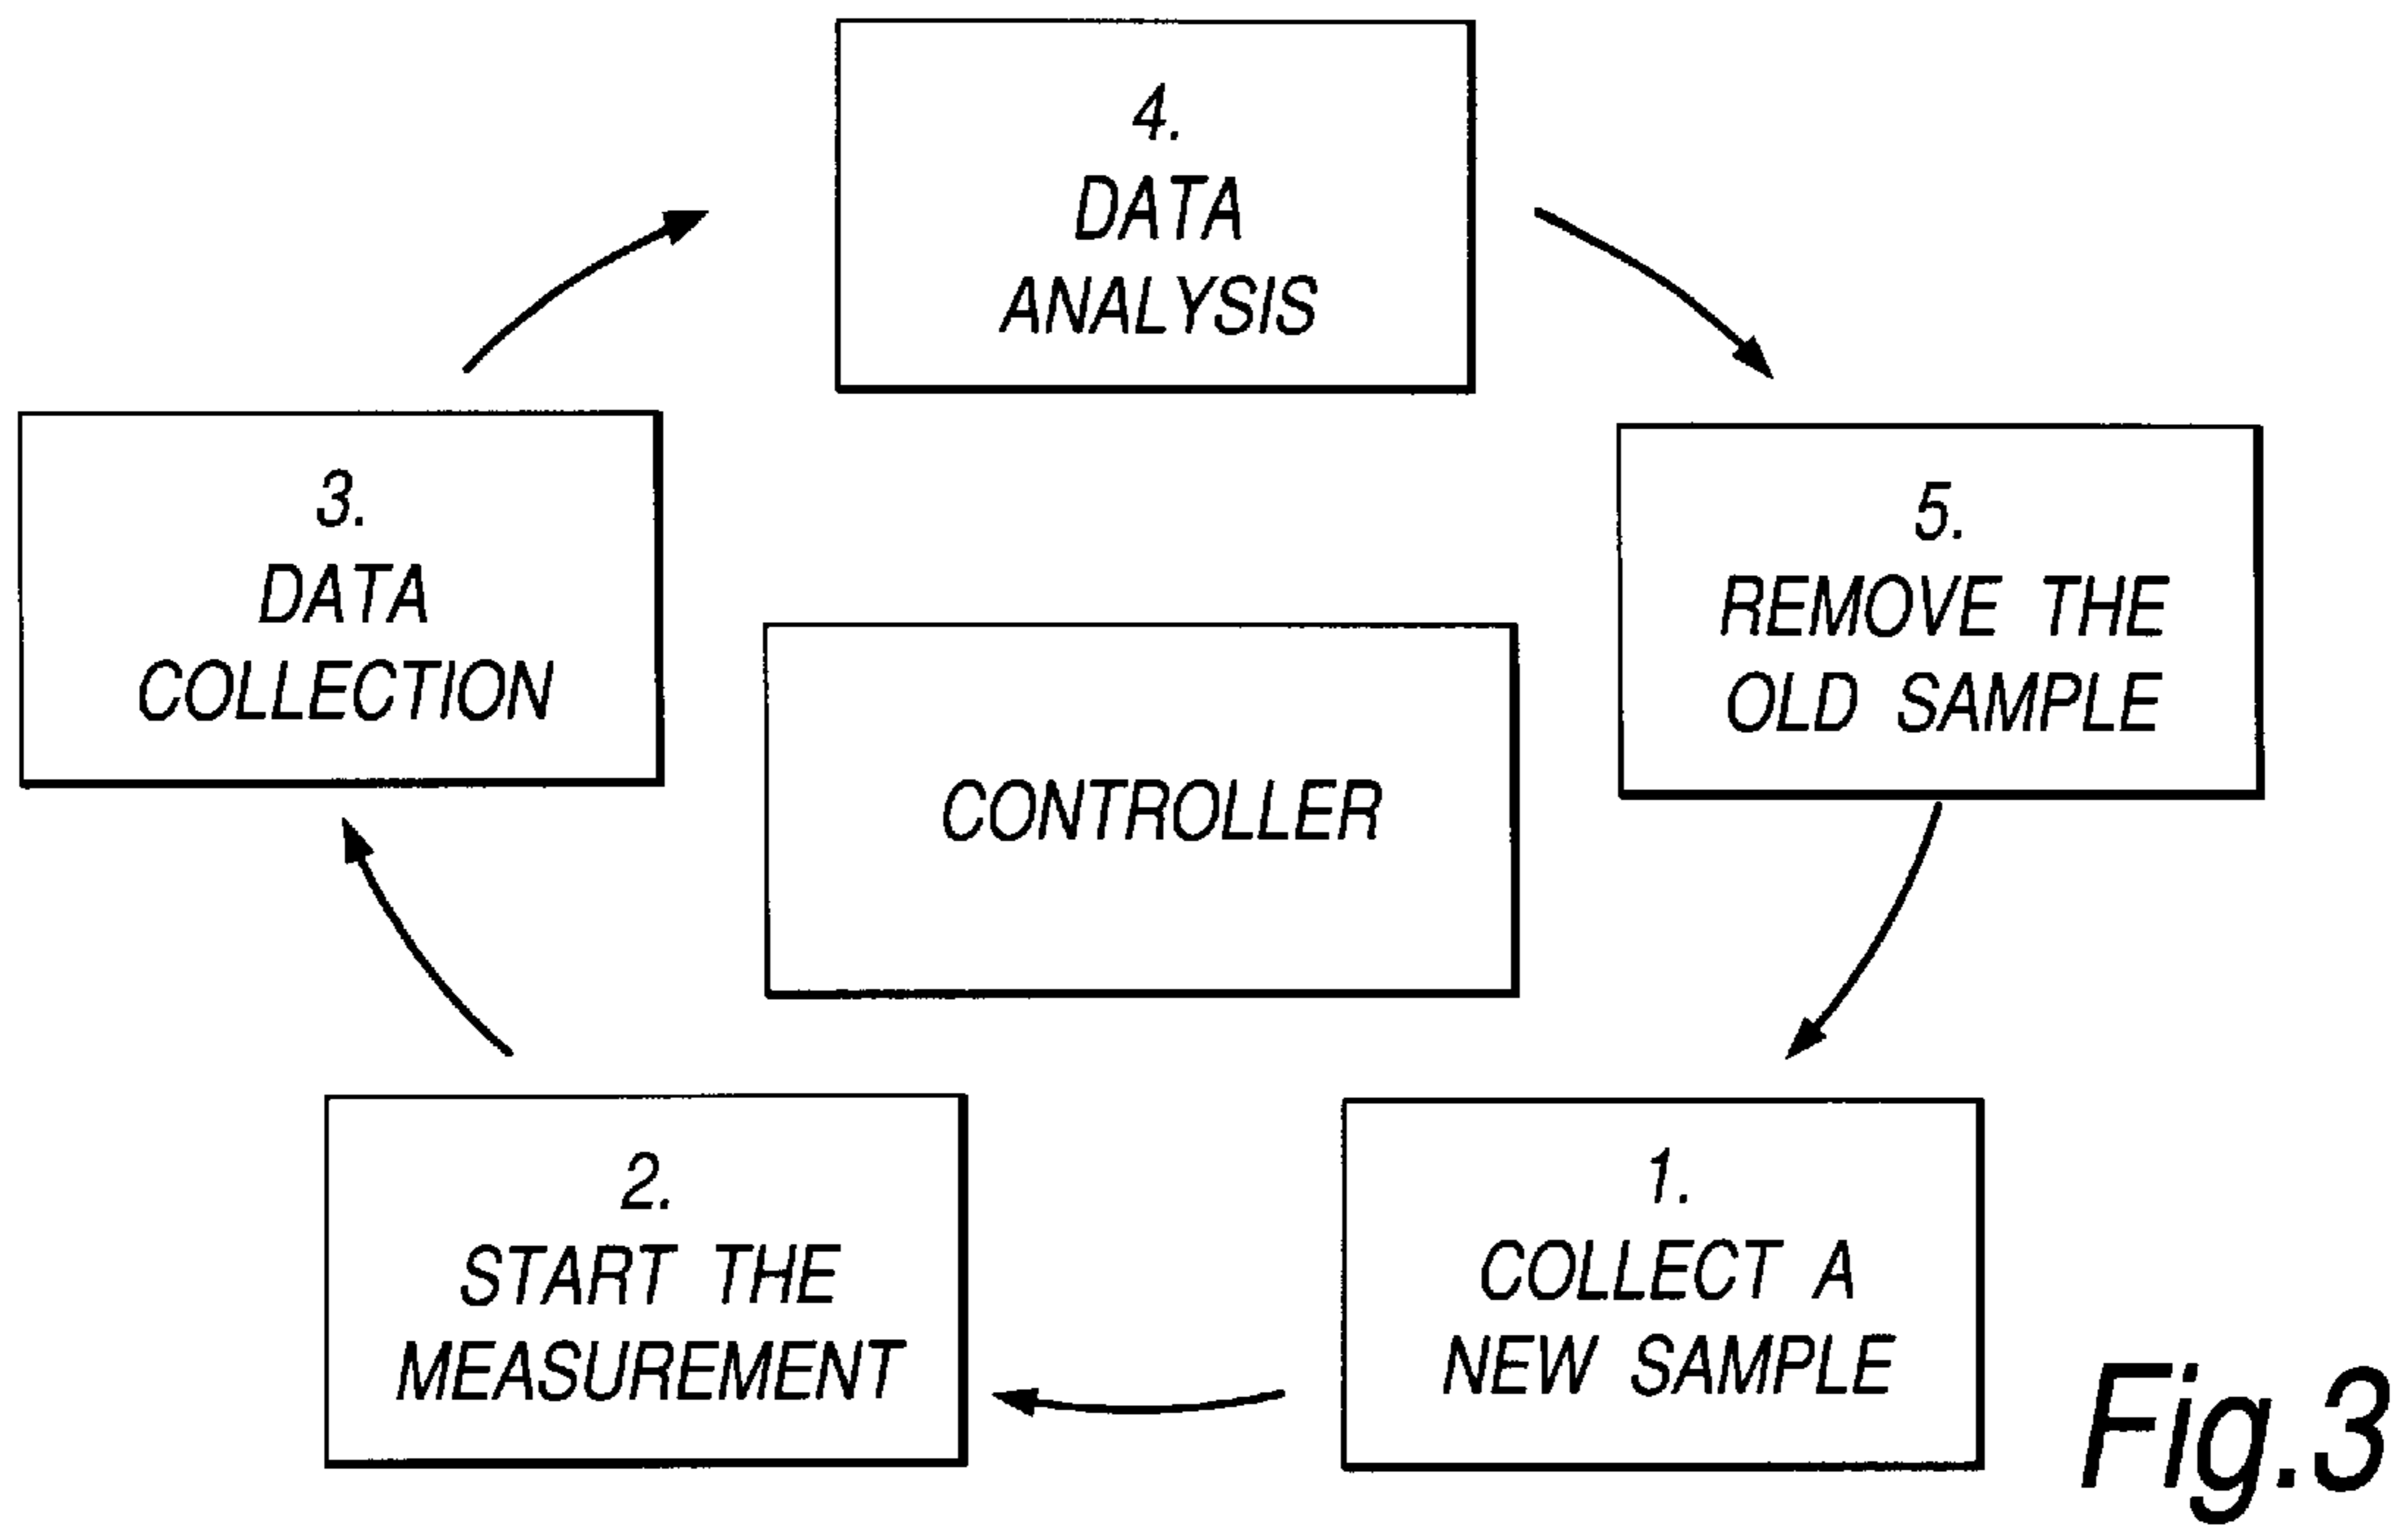 4.
DATA
ANALYSIS
3.
DATA
COLLECTION
5.
REMOVE THE
OLD SAMPLE
CONTROLLER
2.
START THE
MEASUREMENT
1.
COLLECT A
NEW SAMPLE
Fig.3